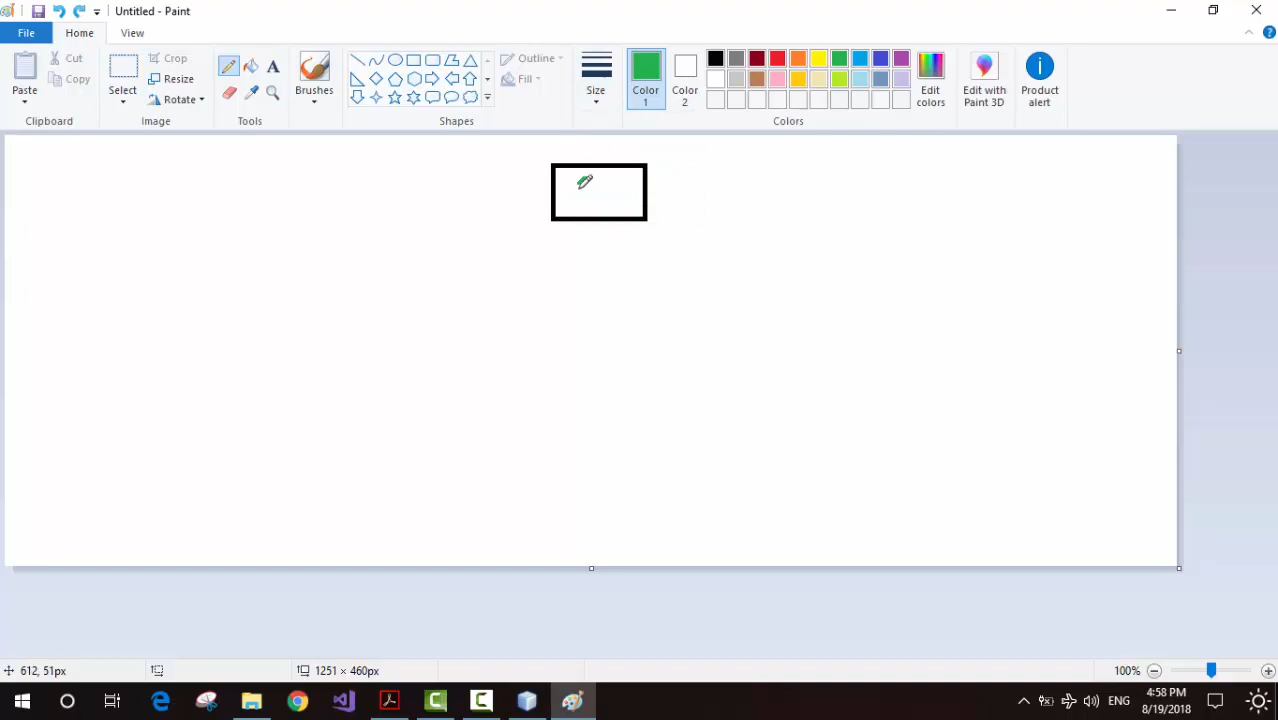 Untitled - Paint
File Home View
Paste
Cut
Copy
Clipboard
Select
Crop
Resize
Rotate
Image
A
Tools
Brushes
Shapes
Outline
Fill
Size
Color 1
Color 2
Edit colors
Colors
Edit with Paint 3D
Product alert
612, 51px
1251 × 460px
100%
ENG
4:58 PM
8/19/2018